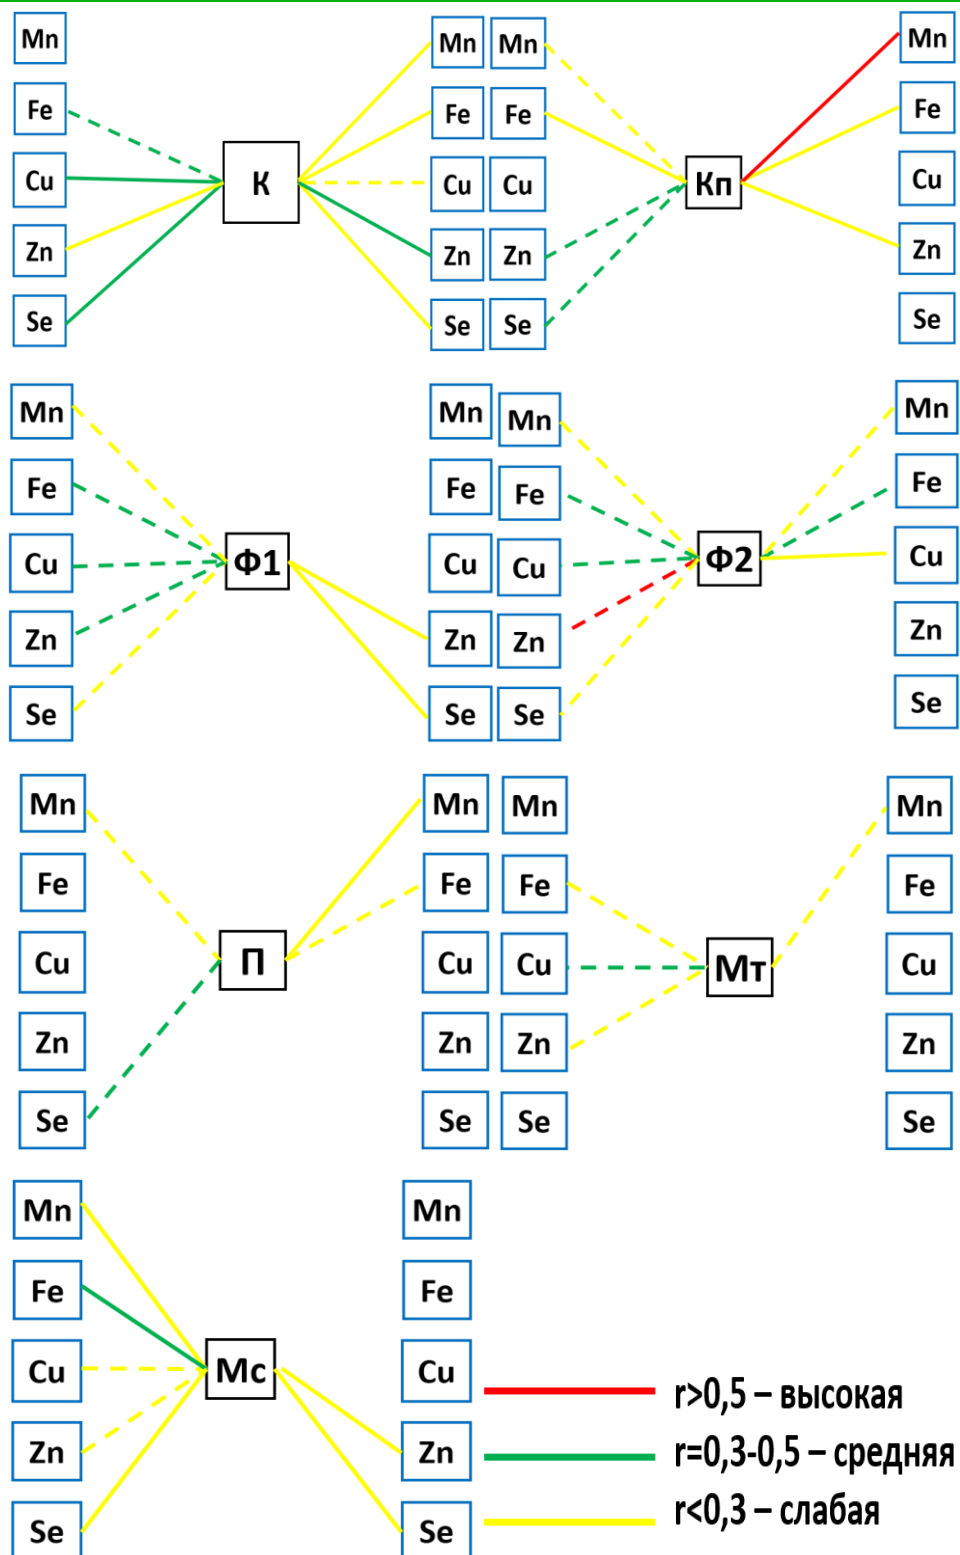 Mn Mn Mn Mn
Fe Fe Fe Fe
Cu К Cu Cu Кп Cu
Zn Zn Zn Zn
Se Se Se Se
Mn Mn Mn Mn
Fe Fe Fe Fe
Cu Ф1 Cu Cu Ф2 Cu
Zn Zn Zn Zn
Se Se Se Se
Mn Mn Mn Mn
Fe Fe Fe Fe
Cu П Cu Cu Мт Cu
Zn Zn Zn Zn
Se Se Se Se
Mn Mn
Fe Fe
Cu Мс Cu
Zn Zn
Se Se
r>0,5 – высокая
r=0,3-0,5 – средняя
r<0,3 – слабая